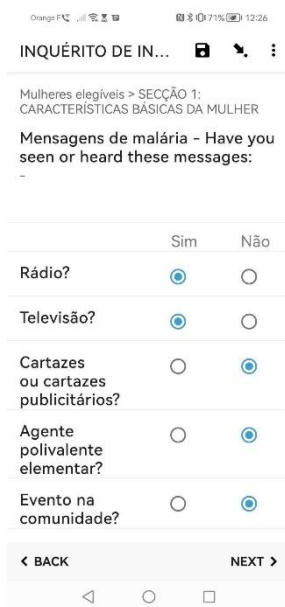 Orange F 71% 12:26
INQUÉRITO DE IN...
Mulheres elegíveis > SECÇÃO 1:
CARACTERÍSTICAS BÁSICAS DA MULHER
Mensagens de malária - Have you
seen or heard these messages:
-
Sim Não
Rádio?
Televisão?
Cartazes
ou cartazes
publicitários?
Agente
polivalente
elementar?
Evento na
comunidade?
< BACK NEXT >